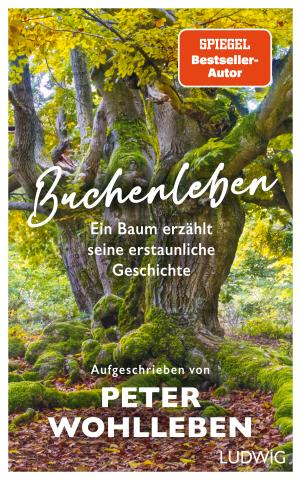 SPIEGEL
Bestseller-
Autor
Buchenleben
Ein Baum erzählt
seine erstaunliche
Geschichte
Aufgeschrieben von
PETER
WOHLLEBEN
LUDWiG